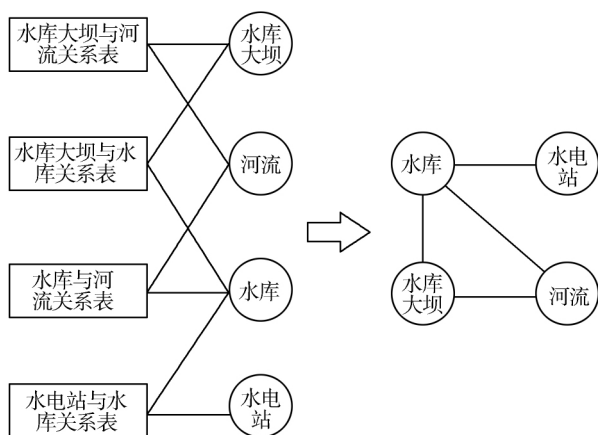 水库大坝与河
流关系表
水库
大坝
水库大坝与水
库关系表
河流
水库与河
流关系表
水库
水电站与水
库关系表
水电
站
水库
水电
站
水库
大坝
河流